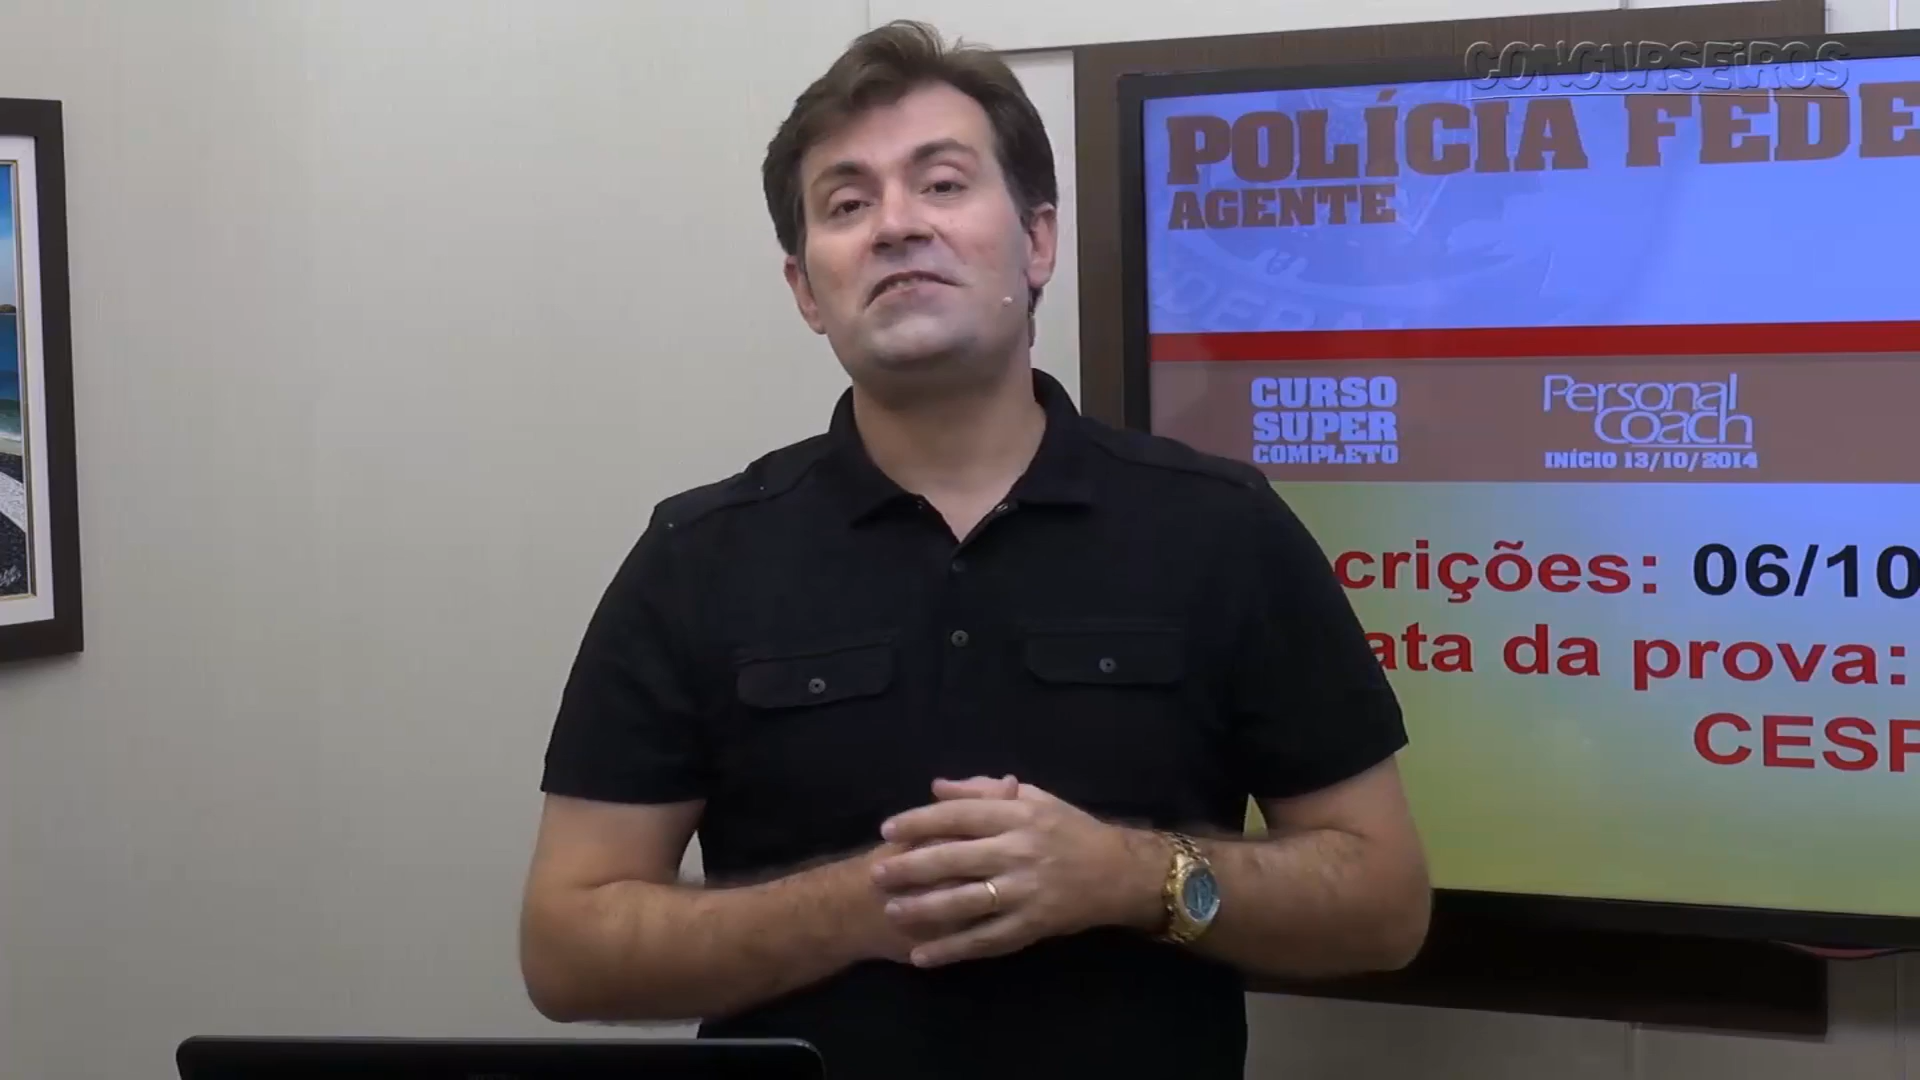 CONCURSEIROS
POLÍCIA FEDE
AGENTE
CURSO
SUPER
COMPLETO
Personal
Coach
INÍCIO 13/10/2014
crições: 06/10
ata da prova:
CESP